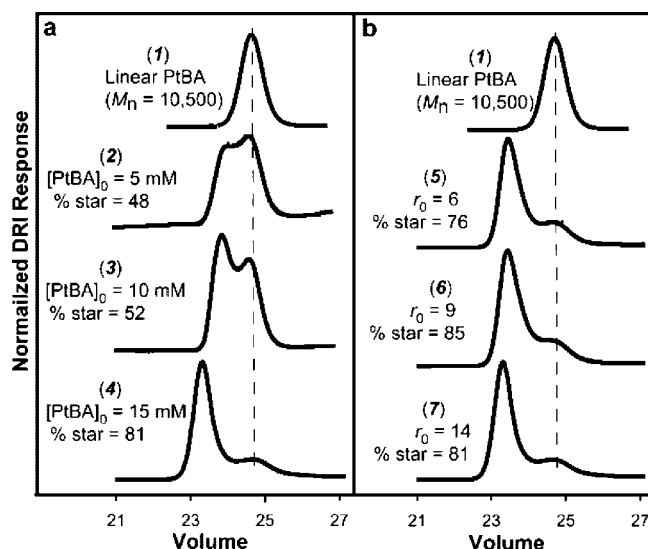 Normailzed DRI Response
a
(1)
Linear PtBA
(Mn = 10,500)
(2)
[PtBA]0 = 5 mM
% star = 48
(3)
[PtBA]0 = 10 mM
% star = 52
(4)
[PtBA]0 = 15 mM
% star = 81
21 23 25 27
Volume
b
(1)
Linear PtBA
(Mn = 10,500)
(5)
r0 = 6
% star = 76
(6)
r0 = 9
% star = 85
(7)
r0 = 14
% star = 81
21 23 25 27
Volume